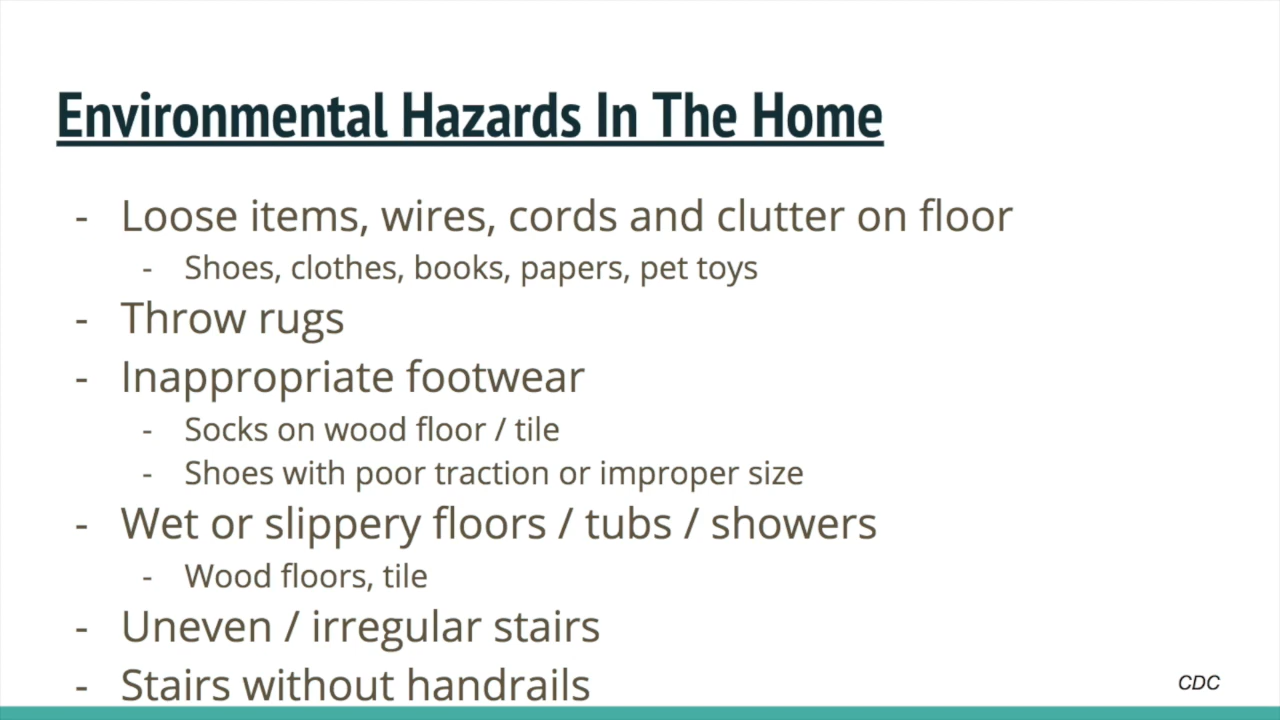 Environmental Hazards In The Home
- Loose items, wires, cords and clutter on floor
- Shoes, clothes, books, papers, pet toys
- Throw rugs
- Inappropriate footwear
- Socks on wood floor / tile
- Shoes with poor traction or improper size
- Wet or slippery floors / tubs / showers
- Wood floors, tile
- Uneven / irregular stairs
- Stairs without handrails
CDC